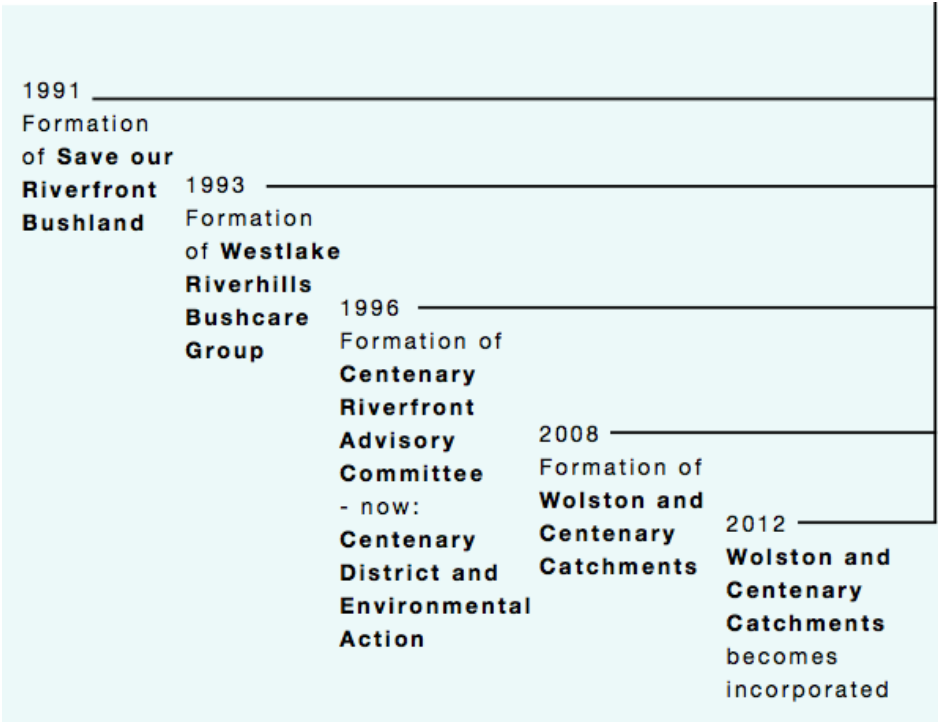 1991
Formation
of Save our
Riverfront
Bushland
1993
Formation
of Westlake
Riverhills
Bushcare
Group
1996
Formation of
Centenary
Riverfront
Advisory
Committee
- now:
Centenary
District and
Environmental
Action
2008
Formation of
Wolston and
Centenary
Catchments
2012
Wolston and
Centenary
Catchments
becomes
incorporated